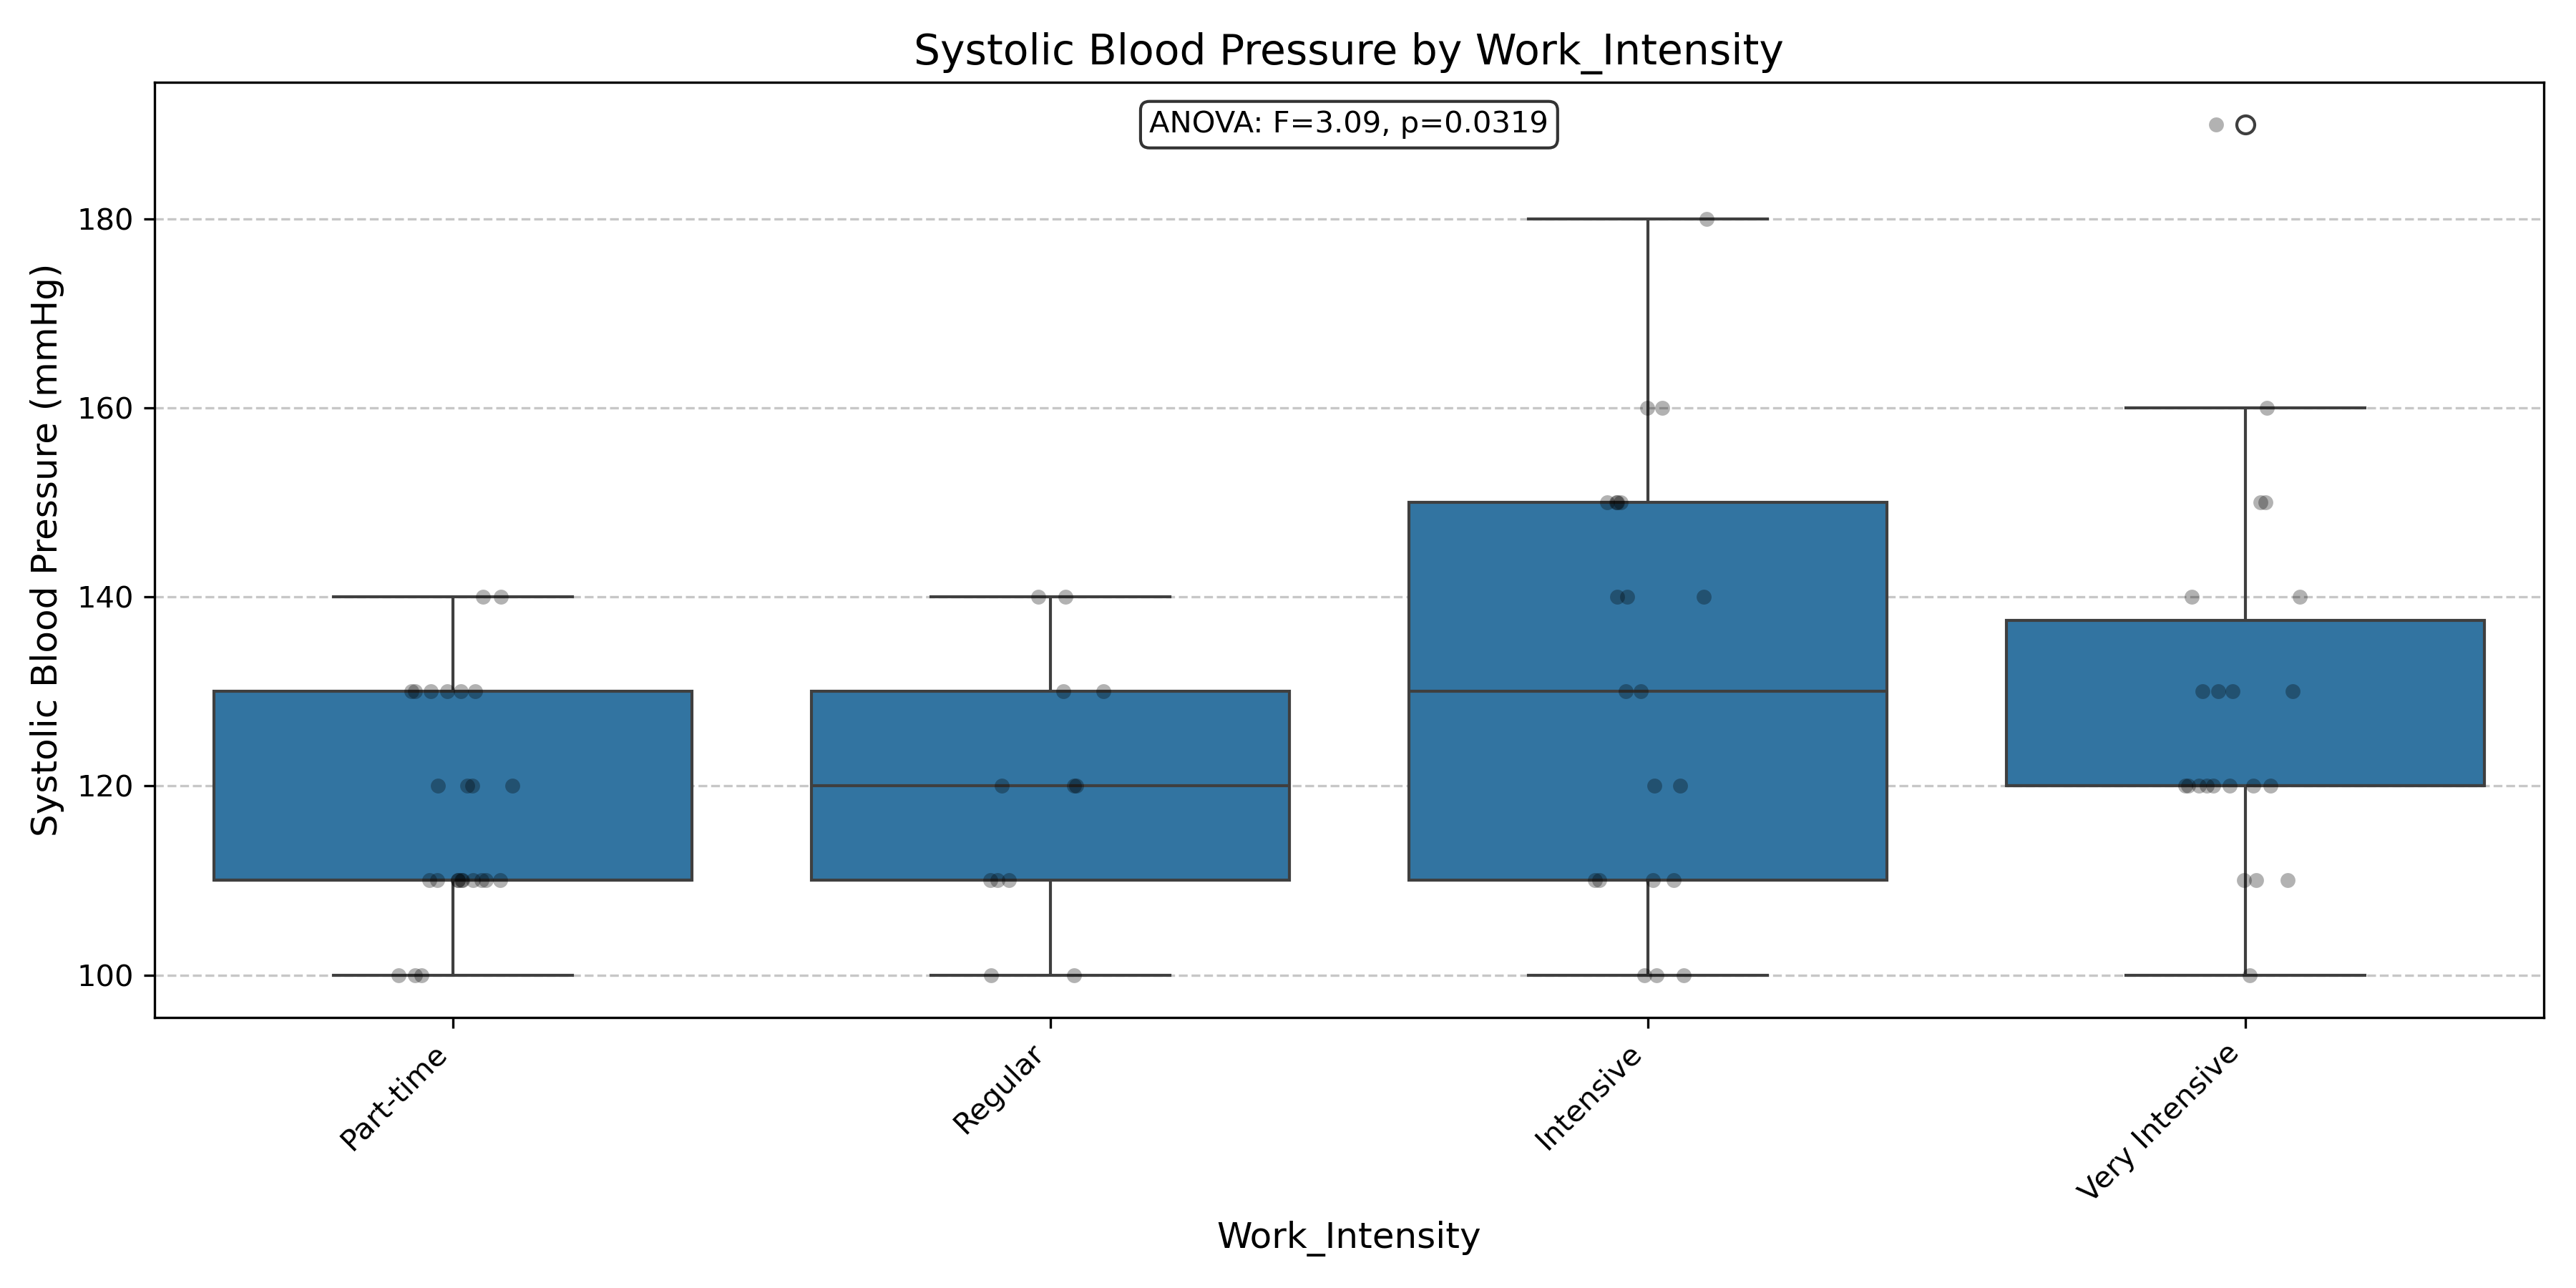 Systolic Blood Pressure by Work_Intensity
ANOVA: F=3.09, p=0.0319
Systolic Blood Pressure (mmHg)
180
160
140
120
100
Part-time
Regular
Intensive
Very Intensive
Work_Intensity